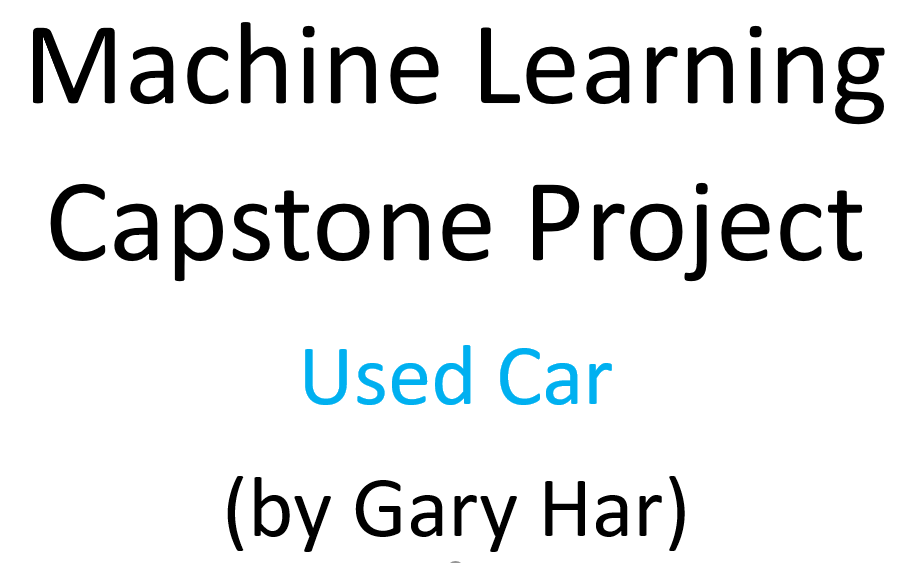 Machine Learning
Capstone Project
Used Car
(by Gary Har)